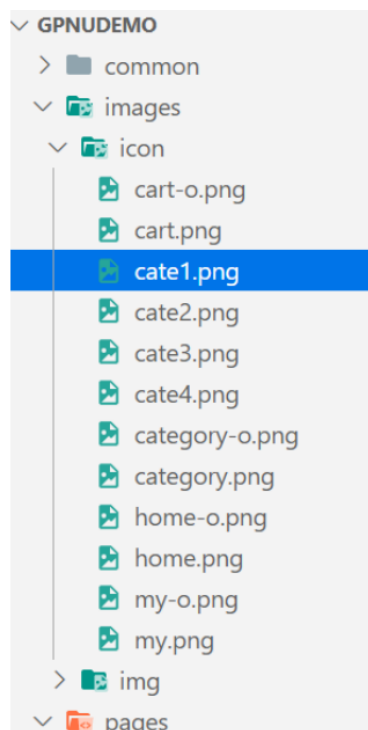 GPNUDEMO
common
images
icon
cart-o.png
cart.png
cate1.png
cate2.png
cate3.png
cate4.png
category-o.png
category.png
home-o.png
home.png
my-o.png
my.png
img
pages